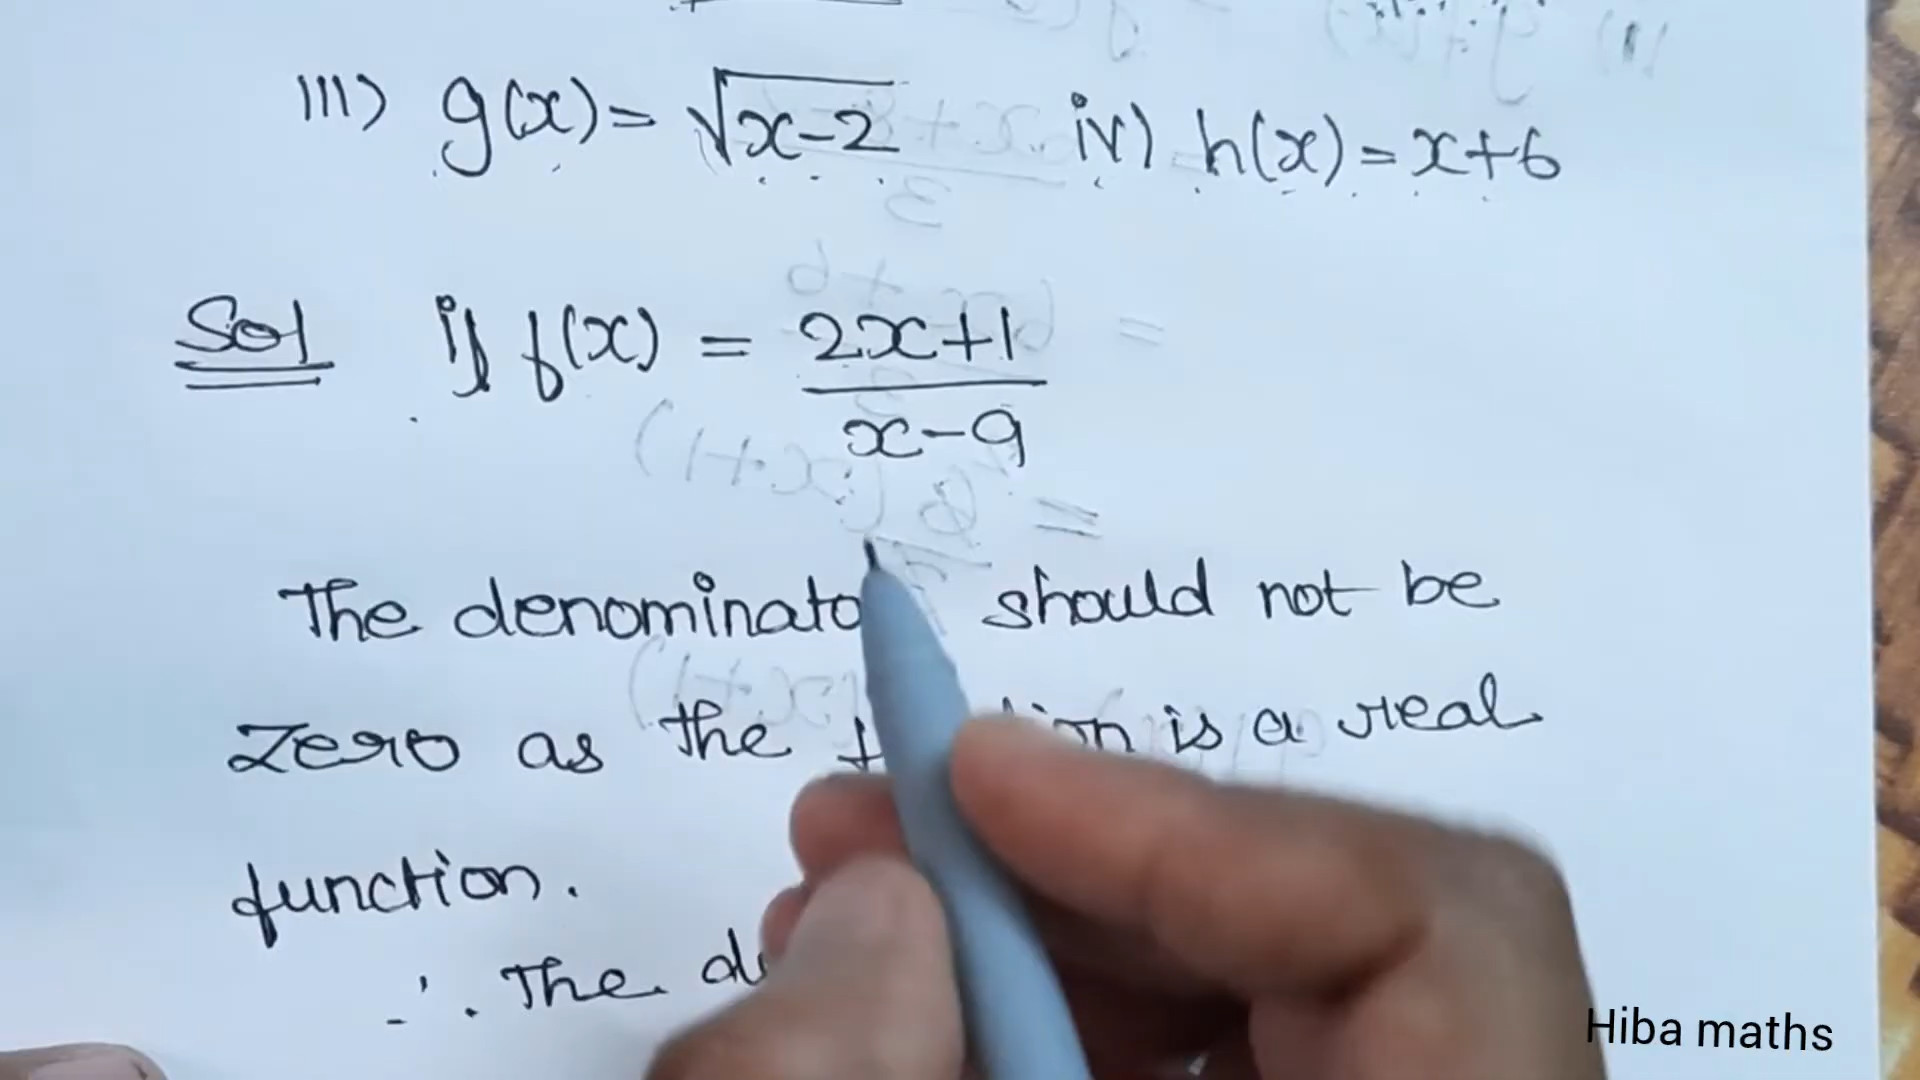 III) g(x) = √x-2 iv) h(x) = x+6
Sol i) f(x) = 2x+1
x-9
The should not be
Zero as the is a real
function.
∴ The
Hiba maths